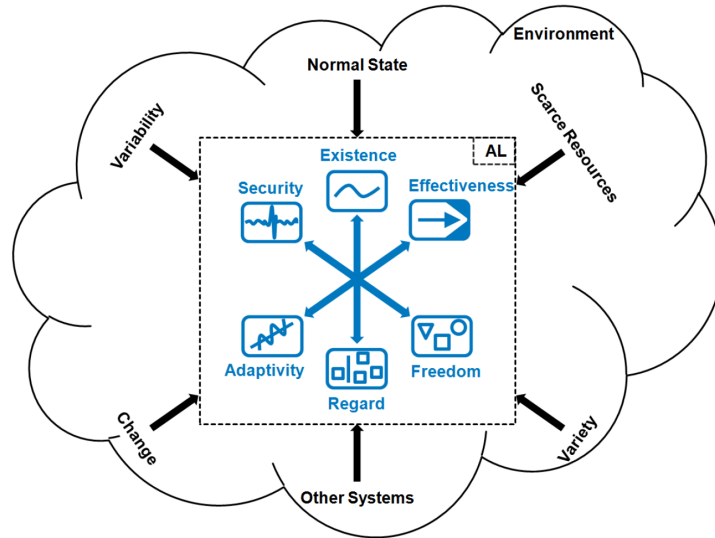 Environment
Normal State
Variability
Scarce Resources
AL
Existence
Security
Effectiveness
Adaptivity
Freedom
Regard
Change
Variety
Other Systems